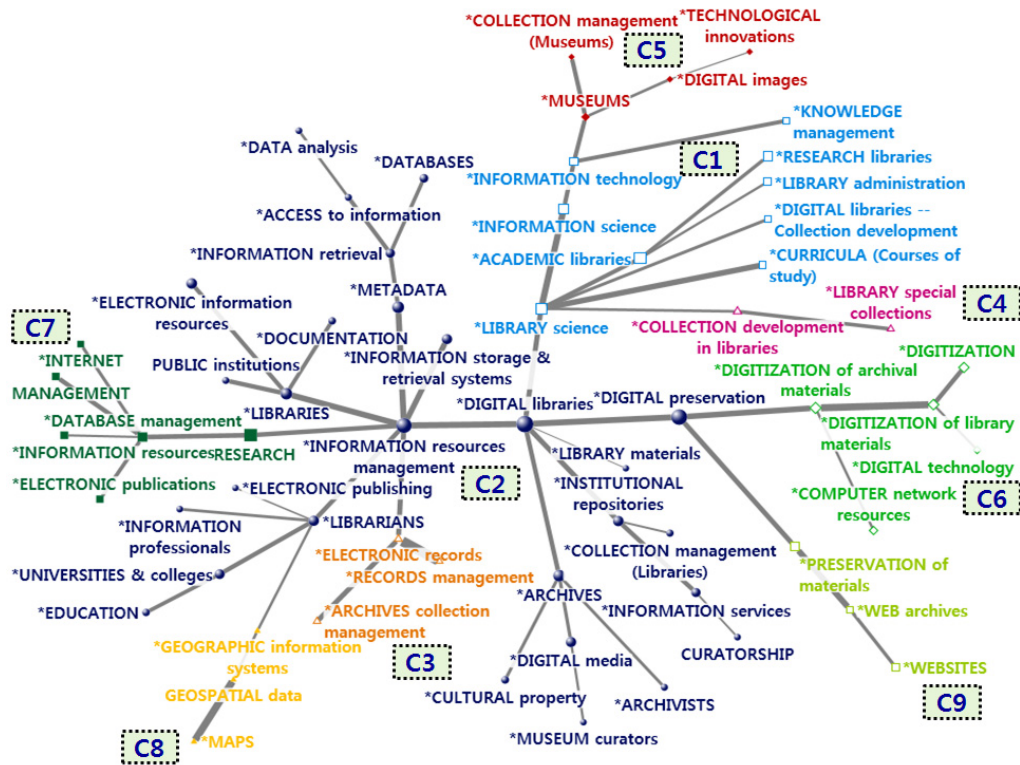 *COLLECTION management
(Museums)
*TECHNOLOGICAL
innovations
C5
*DIGITAL images
*MUSEUMS
*KNOWLEDGE
management
C1
*RESEARCH libraries
*INFORMATION technology
*LIBRARY administration
*DIGITAL libraries --
Collection development
*INFORMATION science
*ACADEMIC libraries
*CURRICULA (Courses of
study)
*LIBRARY science
*LIBRARY special
collections
C4
*COLLECTION development
in libraries
*DATA analysis
*DATABASES
*ACCESS to information
*INFORMATION retrieval
*METADATA
*ELECTRONIC information
resources
*DOCUMENTATION
*INFORMATION storage &
retrieval systems
PUBLIC institutions
*LIBRARIES
C7
*INTERNET
MANAGEMENT
*DATABASE management
*INFORMATION resources
RESEARCH
*ELECTRONIC publications
*INFORMATION resources
management
*DIGITAL libraries
*DIGITAL preservation
C2
*DIGITIZATION
*DIGITIZATION of archival
materials
*DIGITIZATION of library
materials
*DIGITAL technology
C6
*COMPUTER network
resources
*LIBRARY materials
*INSTITUTIONAL
repositories
*ELECTRONIC publishing
*LIBRARIANS
*INFORMATION
professionals
*UNIVERSITIES & colleges
*EDUCATION
*ELECTRONIC records
*RECORDS management
*ARCHIVES collection
management
C3
*COLLECTION management
(Libraries)
*ARCHIVES
*INFORMATION services
CURATORSHIP
*DIGITAL media
*CULTURAL property
*ARCHIVISTS
*MUSEUM curators
*PRESERVATION of
materials
*WEB archives
*WEBSITES
C9
*GEOGRAPHIC information
systems
GEOSPATIAL data
C8
*MAPS